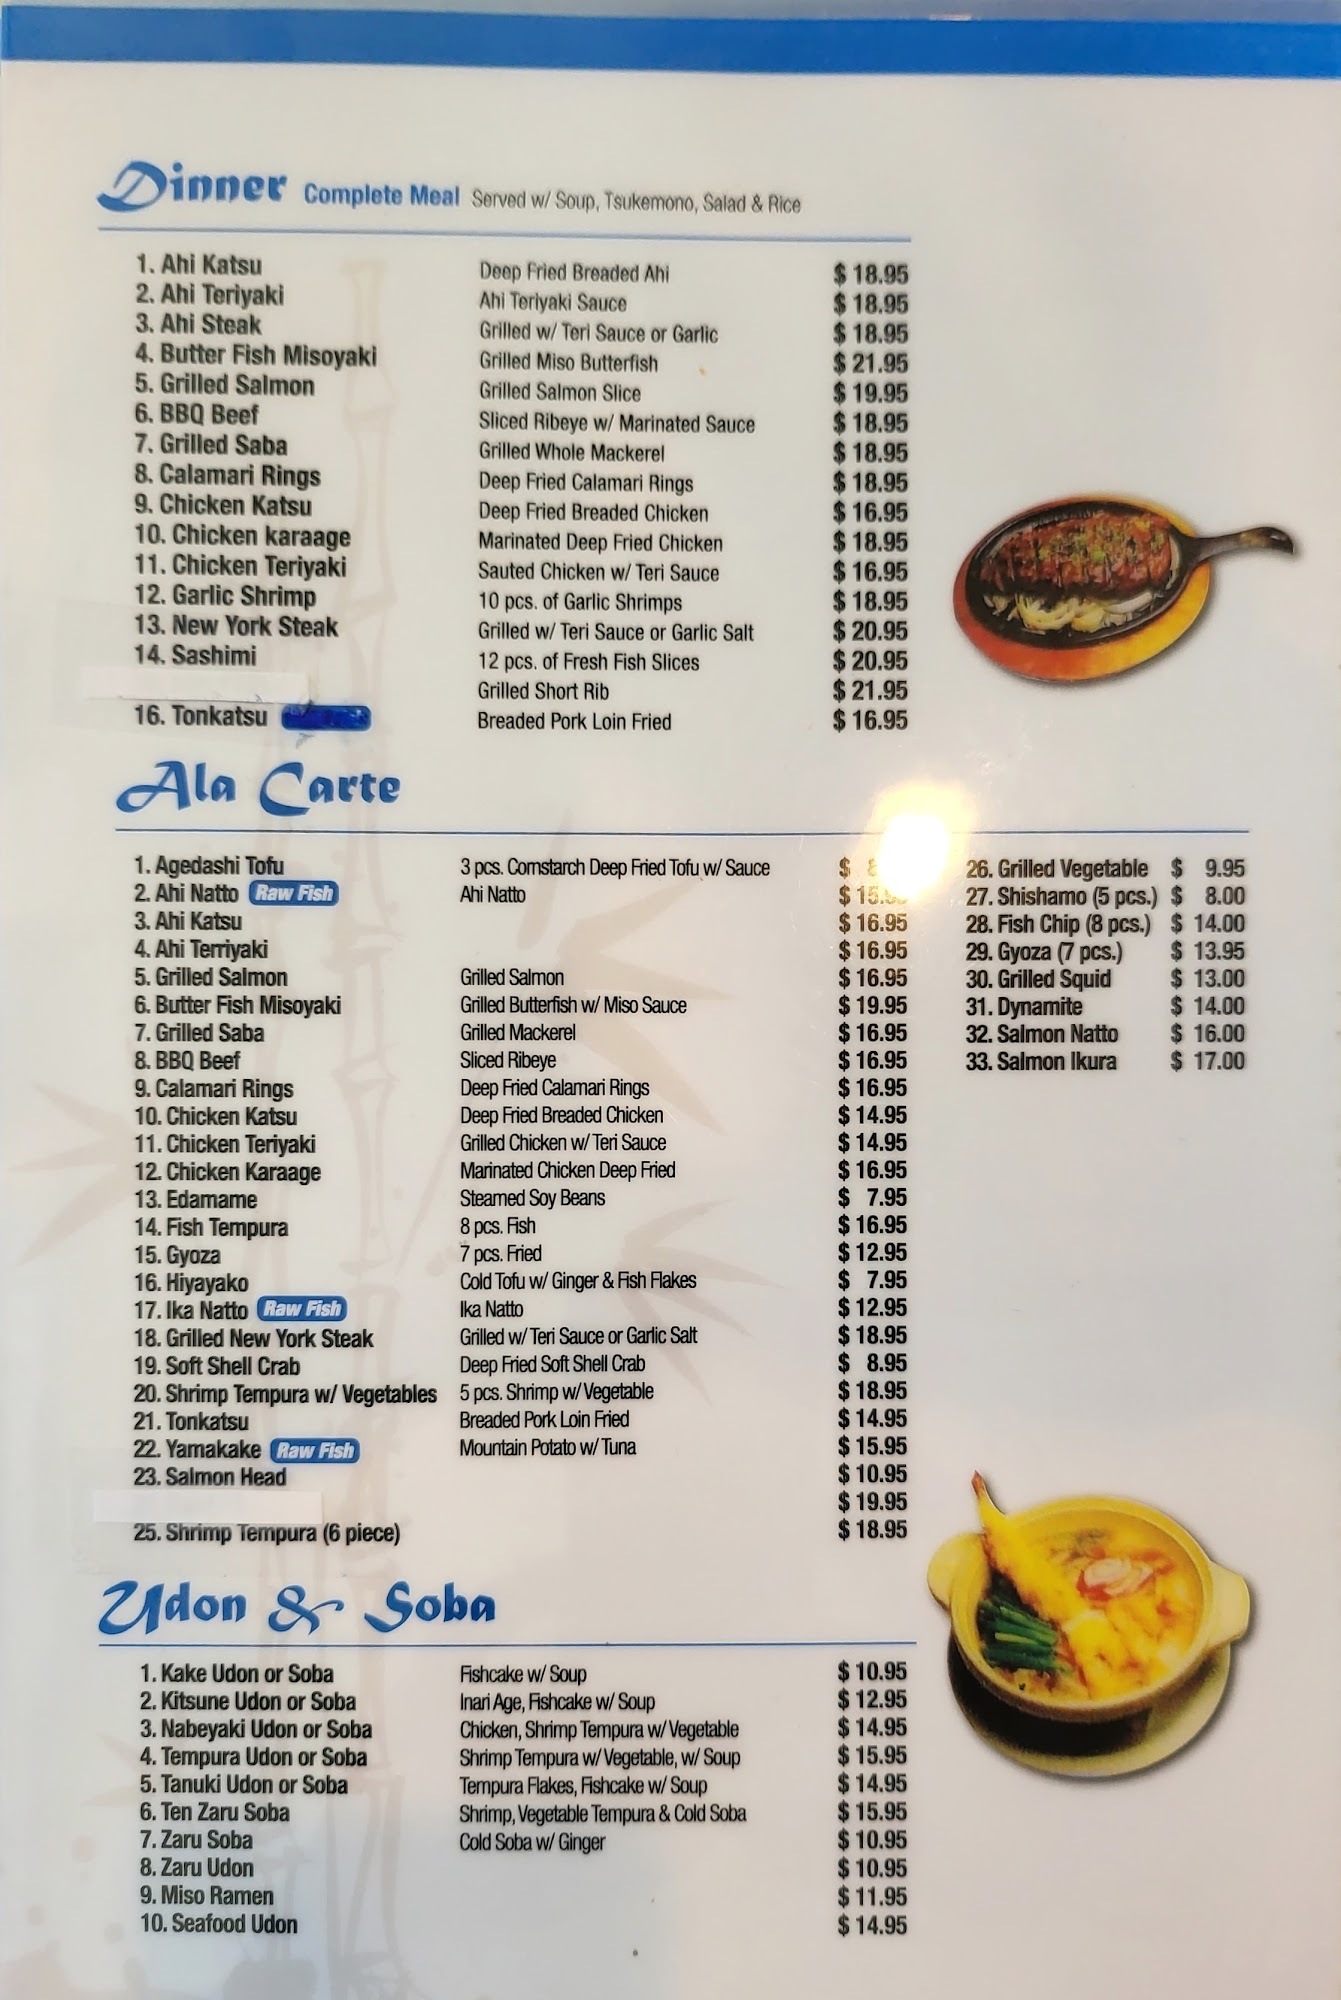 Dinner Complete Meal Served w/ Soup, Tsukemono, Salad & Rice
1. Ahi Katsu Deep Fried Breaded Ahi $ 18.95
2. Ahi Teriyaki Ahi Teriyaki Sauce $ 18.95
3. Ahi Steak Grilled w/ Teri Sauce or Garlic $ 18.95
4. Butter Fish Misoyaki Grilled Miso Butterfish $ 21.95
5. Grilled Salmon Grilled Salmon Slice $ 19.95
6. BBQ Beef Sliced Ribeye w/ Marinated Sauce $ 18.95
7. Grilled Saba Grilled Whole Mackerel $ 18.95
8. Calamari Rings Deep Fried Calamari Rings $ 18.95
9. Chicken Katsu Deep Fried Breaded Chicken $ 16.95
10. Chicken karaage Marinated Deep Fried Chicken $ 18.95
11. Chicken Teriyaki Sauted Chicken w/ Teri Sauce $ 16.95
12. Garlic Shrimp 10 pcs. of Garlic Shrimps $ 18.95
13. New York Steak Grilled w/ Teri Sauce or Garlic Salt $ 20.95
14. Sashimi 12 pcs. of Fresh Fish Slices $ 20.95
Grilled Short Rib $ 21.95
16. Tonkatsu Breaded Pork Loin Fried $ 16.95
Ala Carte
1. Agedashi Tofu 3 pcs. Cornstarch Deep Fried Tofu w/ Sauce $
2. Ahi Natto Raw Fish Ahi Natto
3. Ahi Katsu $ 16.95
4. Ahi Terriyaki $ 16.95
5. Grilled Salmon Grilled Salmon $ 16.95
6. Butter Fish Misoyaki Grilled Butterfish w/ Miso Sauce $ 19.95
7. Grilled Saba Grilled Mackerel $ 16.95
8. BBQ Beef Sliced Ribeye $ 16.95
9. Calamari Rings Deep Fried Calamari Rings $ 16.95
10. Chicken Katsu Deep Fried Breaded Chicken $ 14.95
11. Chicken Teriyaki Grilled Chicken w/ Teri Sauce $ 14.95
12. Chicken Karaage Marinated Chicken Deep Fried $ 16.95
13. Edamame Steamed Soy Beans $ 7.95
14. Fish Tempura 8 pcs. Fish $ 16.95
15. Gyoza 7 pcs. Fried $ 12.95
16. Hiyayako Cold Tofu w/ Ginger & Fish Flakes $ 7.95
17. Ika Natto Raw Fish Ika Natto $ 12.95
18. Grilled New York Steak Grilled w/ Teri Sauce or Garlic Salt $ 18.95
19. Soft Shell Crab Deep Fried Soft Shell Crab $ 8.95
20. Shrimp Tempura w/ Vegetables 5 pcs. Shrimp w/ Vegetable $ 18.95
21. Tonkatsu Breaded Pork Loin Fried $ 14.95
22. Yamakake Raw Fish Mountain Potato w/ Tuna $ 15.95
23. Salmon Head $ 10.95
$ 19.95
25. Shrimp Tempura (6 piece) $ 18.95
26. Grilled Vegetable $ 9.95
27. Shishamo (5 pcs.) $ 8.00
28. Fish Chip (8 pcs.) $ 14.00
29. Gyoza (7 pcs.) $ 13.95
30. Grilled Squid $ 13.00
31. Dynamite $ 14.00
32. Salmon Natto $ 16.00
33. Salmon Ikura $ 17.00
Udon & Soba
1. Kake Udon or Soba Fishcake w/ Soup $ 10.95
2. Kitsune Udon or Soba Inari Age, Fishcake w/ Soup $ 12.95
3. Nabeyaki Udon or Soba Chicken, Shrimp Tempura w/ Vegetable $ 14.95
4. Tempura Udon or Soba Shrimp Tempura w/ Vegetable, w/ Soup $ 15.95
5. Tanuki Udon or Soba Tempura Flakes, Fishcake w/ Soup $ 14.95
6. Ten Zaru Soba Shrimp, Vegetable Tempura & Cold Soba $ 15.95
7. Zaru Soba Cold Soba w/ Ginger $ 10.95
8. Zaru Udon $ 10.95
9. Miso Ramen $ 11.95
10. Seafood Udon $ 14.95